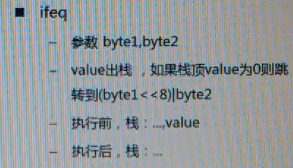 ■ ifeq
– 参数 byte1,byte2
– value出栈 ，如果栈顶value为0则跳
转到(byte1<<8)|byte2
– 执行前，栈：...,value
– 执行后，栈：...